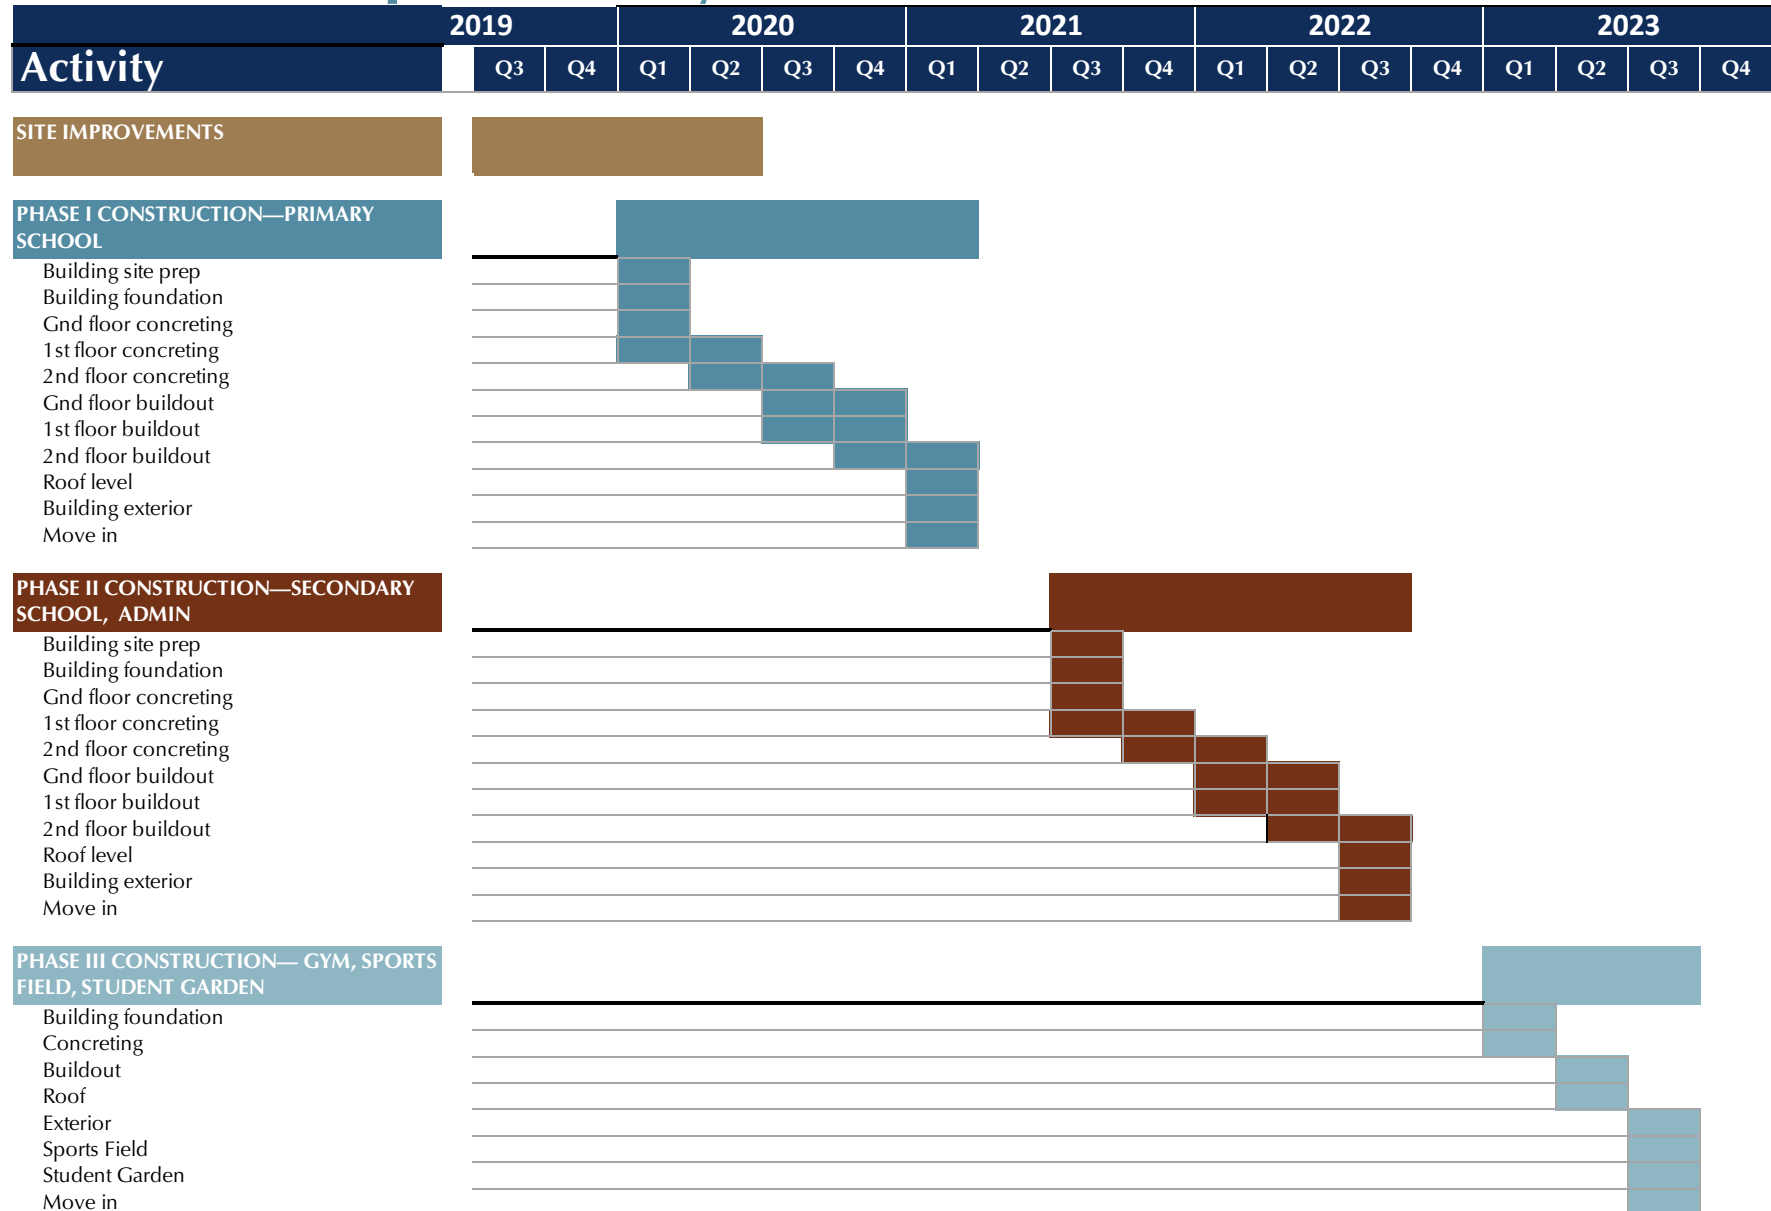 2019 2020 2021 2022 2023
Activity Q3 Q4 Q1 Q2 Q3 Q4 Q1 Q2 Q3 Q4 Q1 Q2 Q3 Q4 Q1 Q2 Q3 Q4
SITE IMPROVEMENTS
PHASE I CONSTRUCTION—PRIMARY
SCHOOL
Building site prep
Building foundation
Gnd floor concreting
1st floor concreting
2nd floor concreting
Gnd floor buildout
1st floor buildout
2nd floor buildout
Roof level
Building exterior
Move in
PHASE II CONSTRUCTION—SECONDARY
SCHOOL, ADMIN
Building site prep
Building foundation
Gnd floor concreting
1st floor concreting
2nd floor concreting
Gnd floor buildout
1st floor buildout
2nd floor buildout
Roof level
Building exterior
Move in
PHASE III CONSTRUCTION— GYM, SPORTS
FIELD, STUDENT GARDEN
Building foundation
Concreting
Buildout
Roof
Exterior
Sports Field
Student Garden
Move in